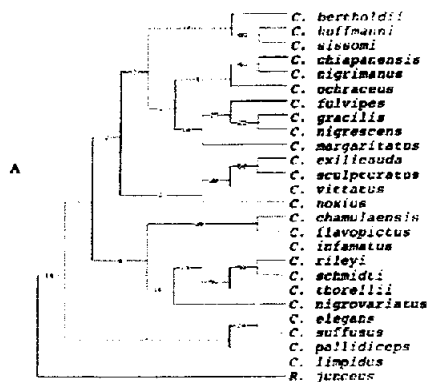 C. bertholdii
C. hoffmanni
C. sissomi
C. chiapanensis
C. nigrimanus
C. ochraceus
C. fulvipes
C. gracilis
C. nigrescens
C. margaritatus
A
C. exilicauda
C. sculpturatus
C. vittatus
C. noxius
C. chamulaensis
C. flavopictus
C. infamatus
C. rileyi
C. schmidti
C. thorellii
C. nigrovariatus
C. elegans
C. suffusus
C. pallidiceps
C. limpidus
R. junceus